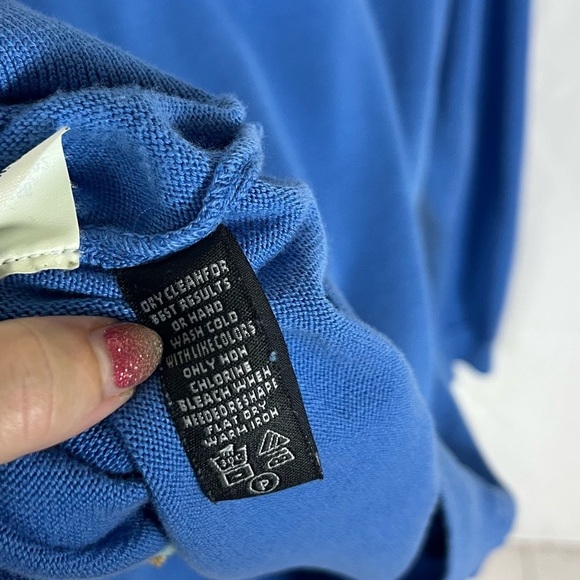 DRY CLEAN FOR
BEST RESULTS
OR HAND
WASH COLD
WITH LIKE COLORS
ONLY NON
CHLORINE
BLEACH WHEN
NEEDED RESHAPE
FLAT DRY
WARM IRON
30C
P